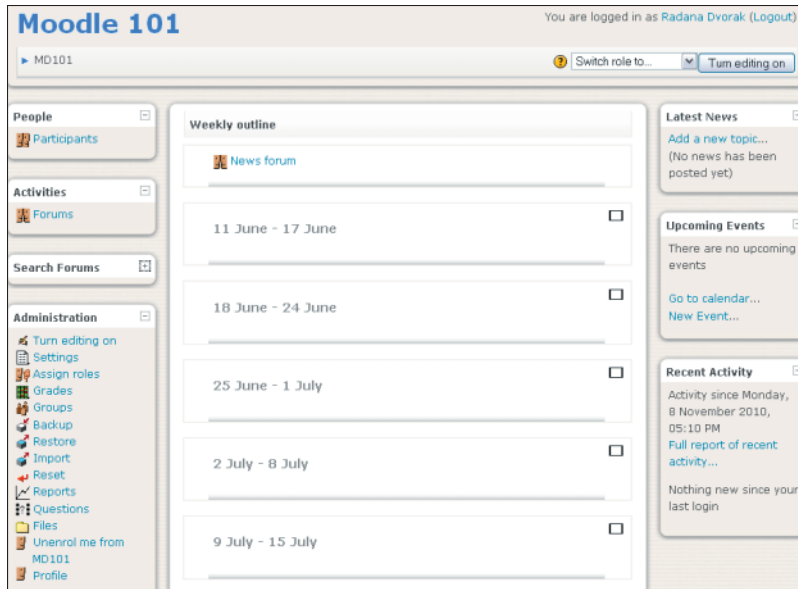 Moodle 101
You are logged in as Radana Dvorak (Logout)
► MD101
Switch role to...
Turn editing on
People
Participants
Activities
Forums
Search Forums
Administration
Turn editing on
Settings
Assign roles
Grades
Groups
Backup
Restore
Import
Reset
Reports
Questions
Files
Unenrol me from
MD101
Profile
Weekly outline
News forum
11 June - 17 June
18 June - 24 June
25 June - 1 July
2 July - 8 July
9 July - 15 July
Latest News
Add a new topic...
(No news has been
posted yet)
Upcoming Events
There are no upcoming
events
Go to calendar...
New Event...
Recent Activity
Activity since Monday,
8 November 2010,
05:10 PM
Full report of recent
activity...
Nothing new since your
last login